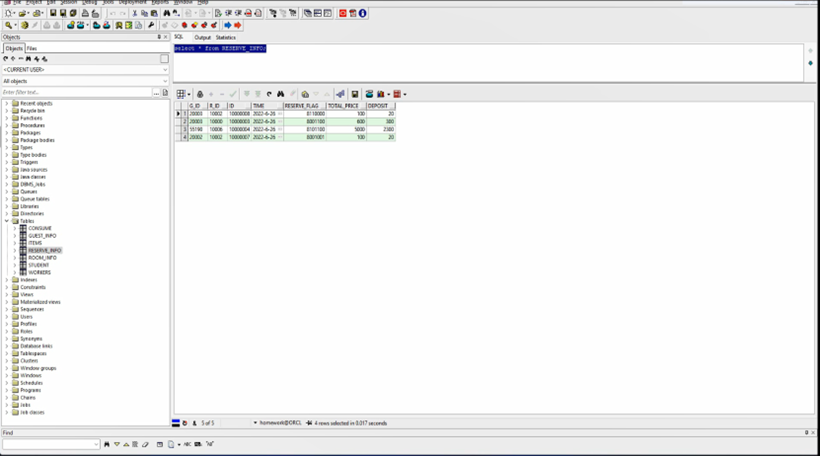 File Project Edit Session Debug Tools Deployment Reports Window Help
Objects
Objects Files
<CURRENT USER>
All objects
Enter filter text...
Recent objects
Recycle bin
Functions
Procedures
Packages
Package bodies
Types
Type bodies
Triggers
Java sources
Java classes
DBMS_Jobs
Queues
Queue tables
Libraries
Directories
Tables
CONSUME
GUEST_INFO
ITEMS
RESERVE_INFO
ROOM_INFO
STUDENT
WORKERS
Indexes
Constraints
Views
Materialized views
Sequences
Users
Profiles
Roles
Synonyms
Database links
Tablespaces
Clusters
Window groups
Windows
Schedules
Programs
Chains
Jobs
Job classes
SQL Output Statistics
select * from RESERVE_INFO;
G_ID R_ID ID TIME RESERVE_FLAG TOTAL_PRICE DEPOSIT
1 20003 10002 10000008 2022-6-26 8110000 100 20
2 20003 10000 10000003 2022-6-26 8001100 600 300
3 10006 10000004 2022-6-26 8101100 5000 2300
4 20002 10002 10000007 2022-6-26 8001001 100 20
5 of 5 homework@ORCL 4 rows selected in 0.017 seconds
Find